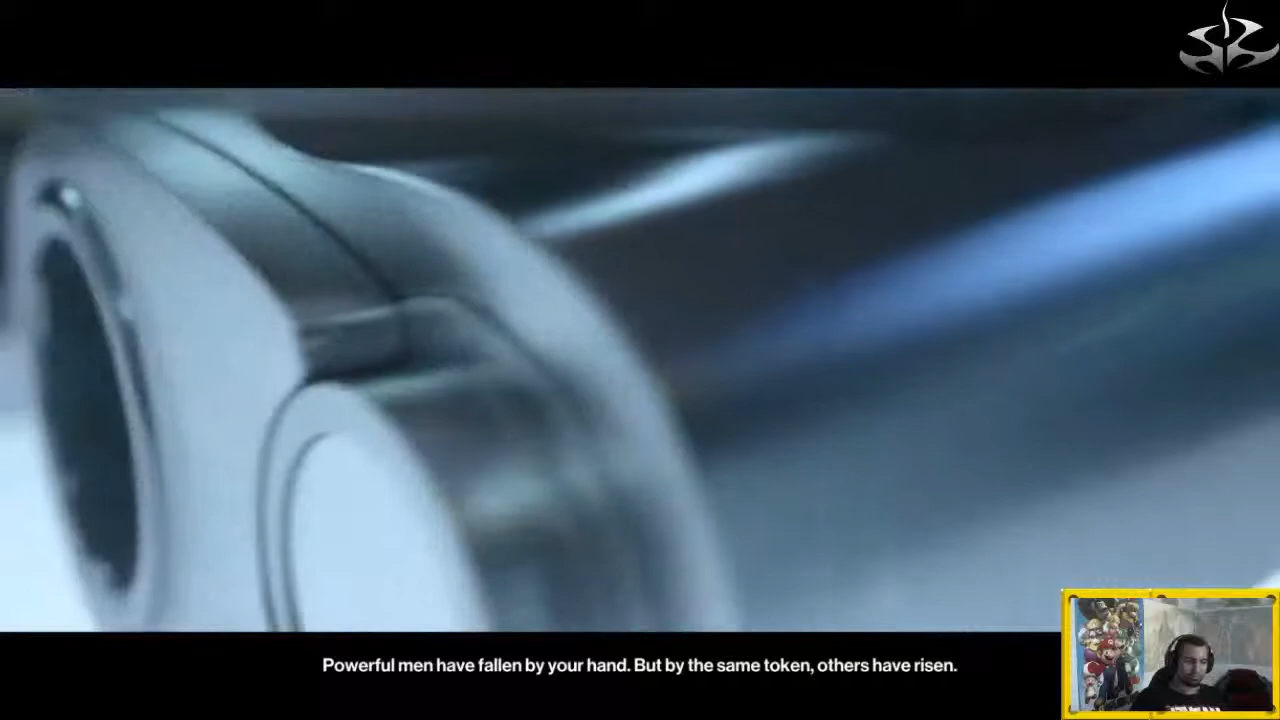 Powerful men have fallen by your hand. But by the same token, others have risen.